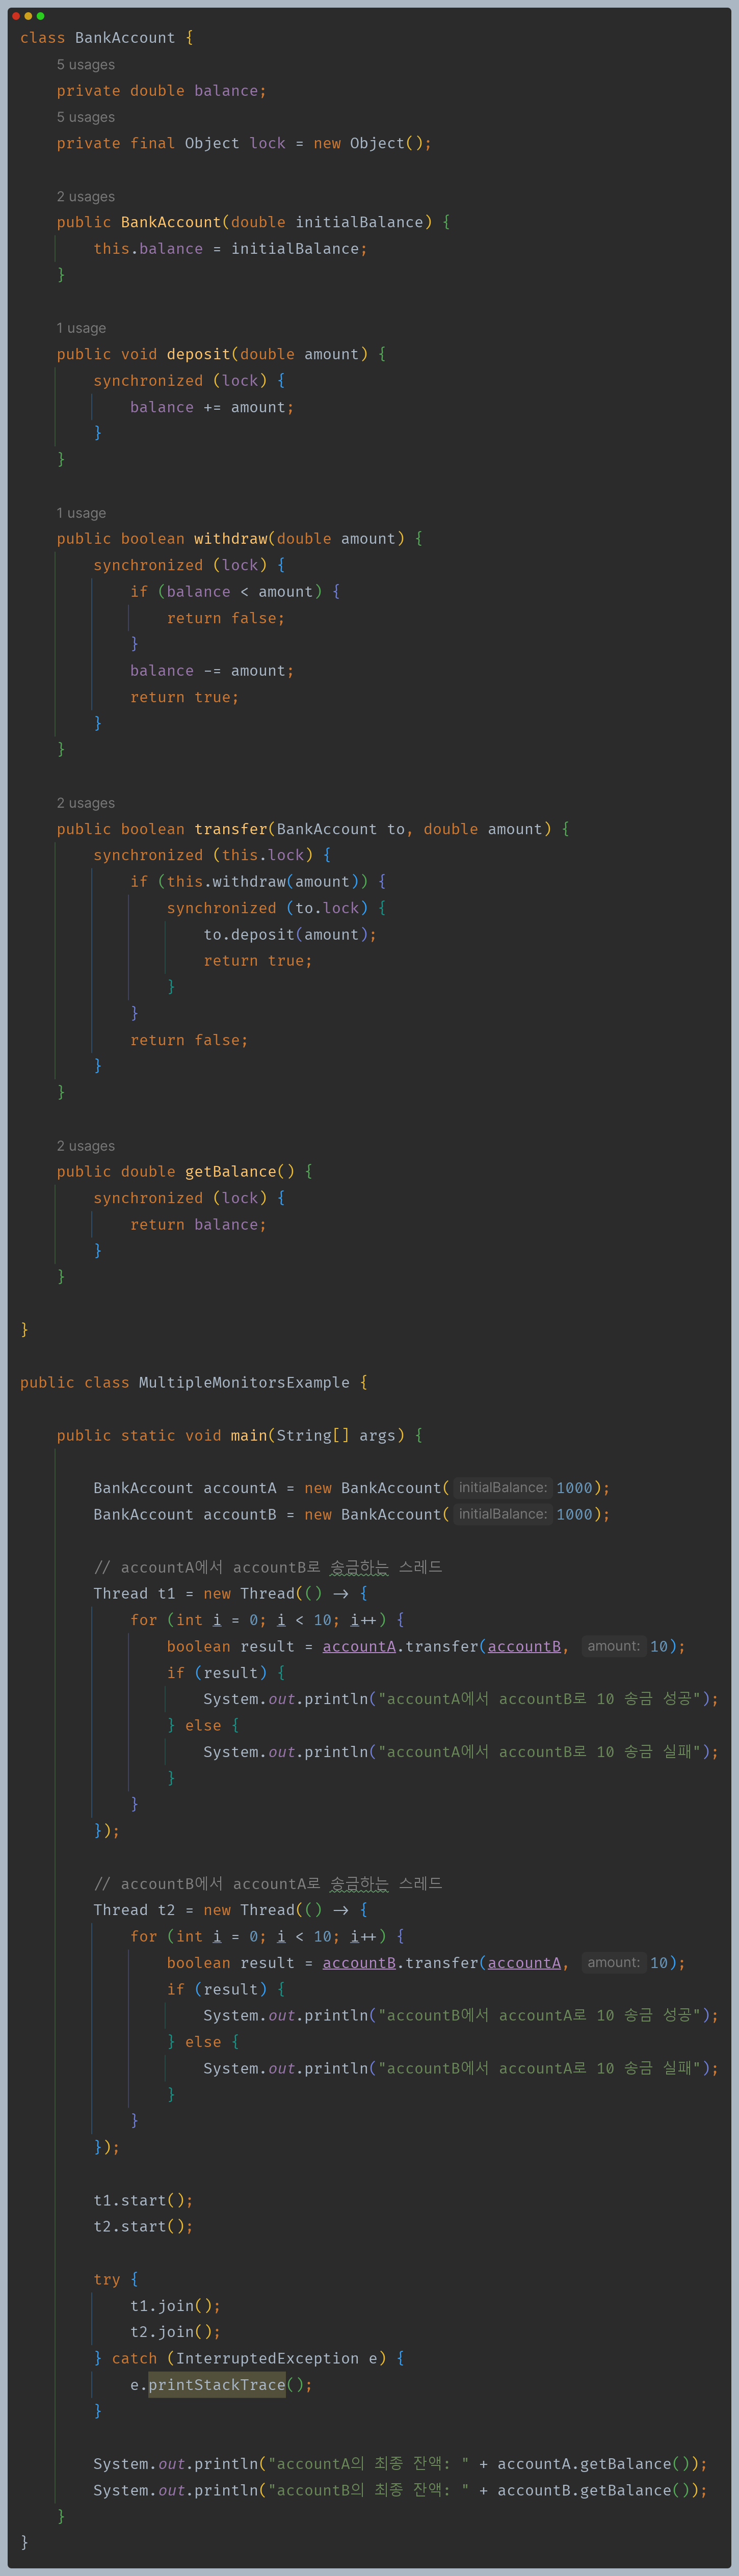 class BankAccount {
5 usages
private double balance;
5 usages
private final Object lock = new Object();
2 usages
public BankAccount(double initialBalance) {
this.balance = initialBalance;
}
1 usage
public void deposit(double amount) {
synchronized (lock) {
balance += amount;
}
}
1 usage
public boolean withdraw(double amount) {
synchronized (lock) {
if (balance < amount) {
return false;
}
balance -= amount;
return true;
}
}
2 usages
public boolean transfer(BankAccount to, double amount) {
synchronized (this.lock) {
if (this.withdraw(amount)) {
synchronized (to.lock) {
to.deposit(amount);
return true;
}
}
return false;
}
}
2 usages
public double getBalance() {
synchronized (lock) {
return balance;
}
}
}
public class MultipleMonitorsExample {
public static void main(String[] args) {
BankAccount accountA = new BankAccount( initialBalance: 1000);
BankAccount accountB = new BankAccount( initialBalance: 1000);
// accountA에서 accountB로 송금하는 스레드
Thread t1 = new Thread(() -> {
for (int i = 0; i < 10; i++) {
boolean result = accountA.transfer(accountB, amount: 10);
if (result) {
System.out.println("accountA에서 accountB로 10 송금 성공");
} else {
System.out.println("accountA에서 accountB로 10 송금 실패");
}
}
});
// accountB에서 accountA로 송금하는 스레드
Thread t2 = new Thread(() -> {
for (int i = 0; i < 10; i++) {
boolean result = accountB.transfer(accountA, amount: 10);
if (result) {
System.out.println("accountB에서 accountA로 10 송금 성공");
} else {
System.out.println("accountB에서 accountA로 10 송금 실패");
}
}
});
t1.start();
t2.start();
try {
t1.join();
t2.join();
} catch (InterruptedException e) {
e.printStackTrace();
}
System.out.println("accountA의 최종 잔액: " + accountA.getBalance());
System.out.println("accountB의 최종 잔액: " + accountB.getBalance());
}
}